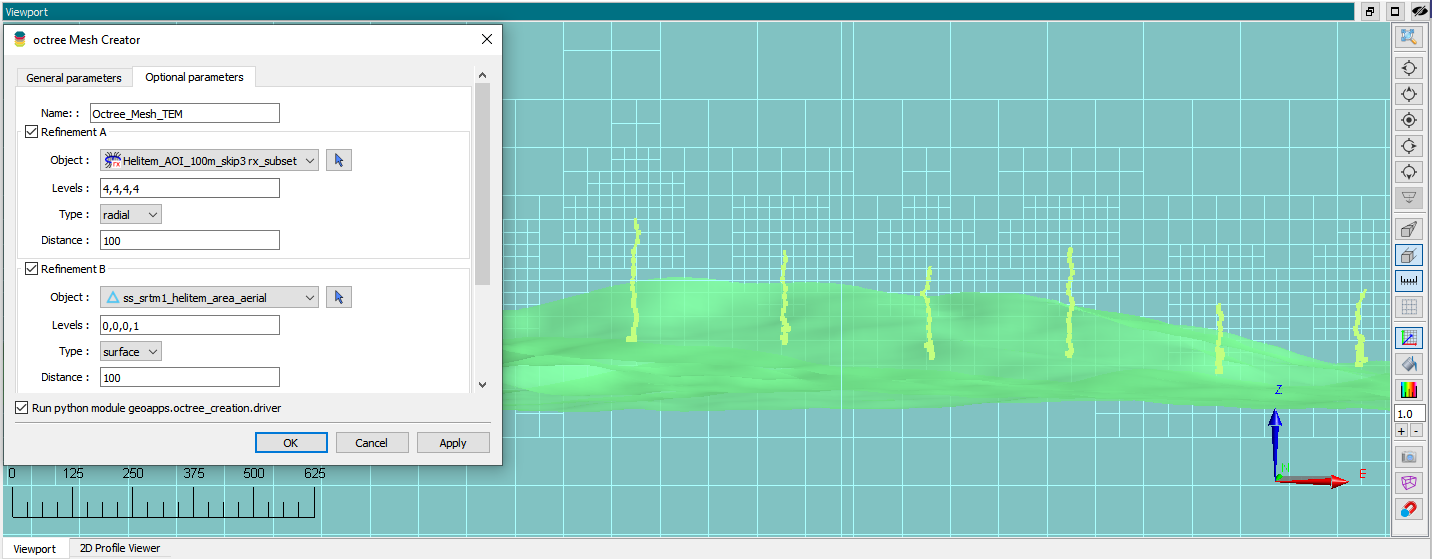 Viewport
octree Mesh Creator
General parameters
Optional parameters
Name: :
Octree_Mesh_TEM
Refinement A
Object :
rx
Helitem_AOI_100m_skip3 rx_subset
Levels :
4,4,4,4
Type :
radial
Distance :
100
Refinement B
Object :
ss_srtm1_helitem_area_aerial
Levels :
0,0,0,1
Type :
surface
Distance :
100
Run python module geoapps.octree_creation.driver
OK
Cancel
Apply
0 125 250 375 500 625
Z
N
E
1.0
+ -
Viewport
2D Profile Viewer